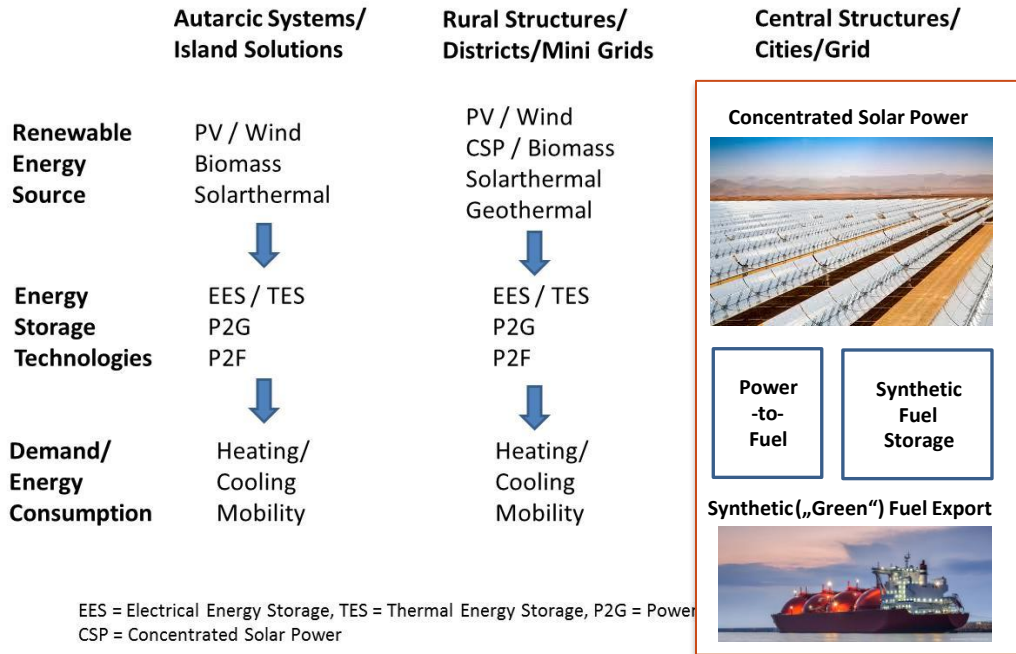 Autarcic Systems/
Island Solutions
Rural Structures/
Districts/Mini Grids
Central Structures/
Cities/Grid
Renewable
Energy
Source
PV / Wind
Biomass
Solarthermal
PV / Wind
CSP / Biomass
Solarthermal
Geothermal
Concentrated Solar Power
Energy
Storage
Technologies
EES / TES
P2G
P2F
EES / TES
P2G
P2F
Power
-to-
Fuel
Synthetic
Fuel
Storage
Demand/
Energy
Consumption
Heating/
Cooling
Mobility
Heating/
Cooling
Mobility
Synthetic („Green“) Fuel Export
EES = Electrical Energy Storage, TES = Thermal Energy Storage, P2G = Power
CSP = Concentrated Solar Power